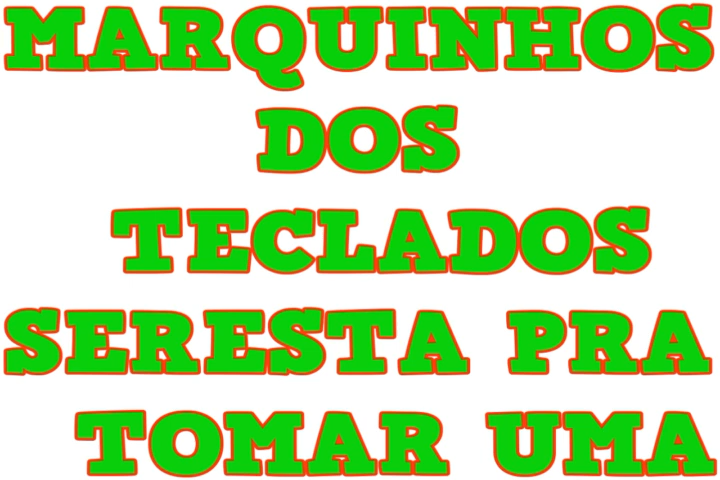 MARQUINHOS
DOS
TECLADOS
SERESTA PRA
TOMAR UMA